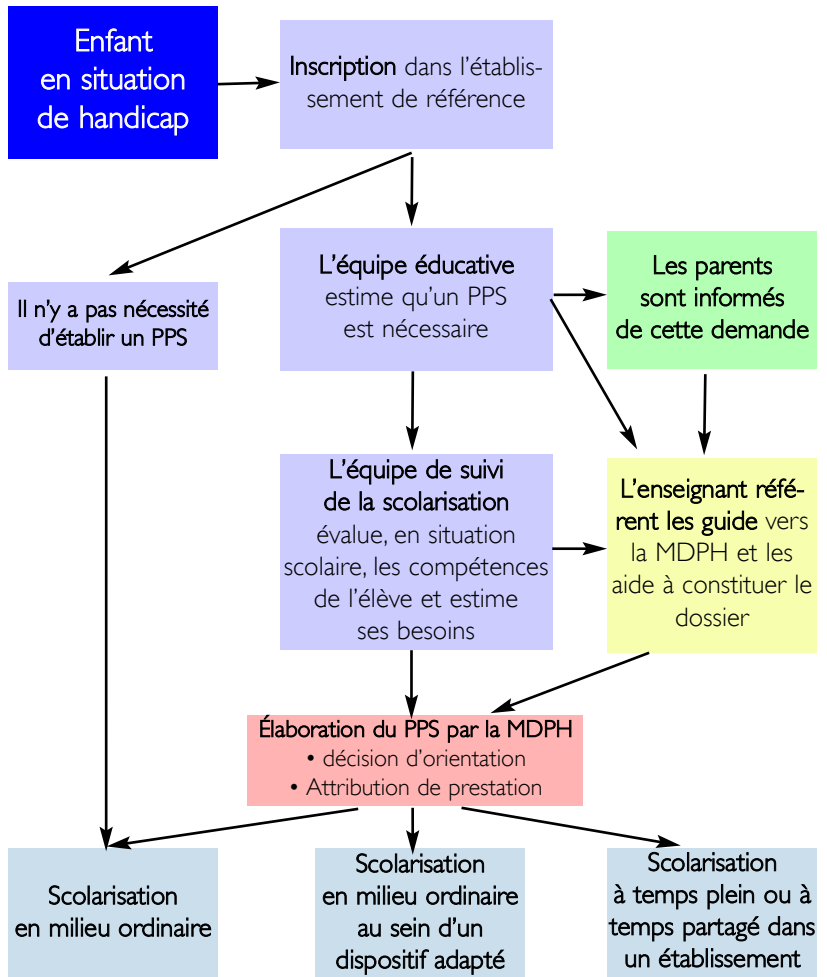 Enfant
en situation
de handicap
Inscription dans l'établis-
sement de référence
Il n'y a pas nécessité
d'établir un PPS
L'équipe éducative
estime qu'un PPS
est nécessaire
Les parents
sont informés
de cette demande
L'équipe de suivi
de la scolarisation
évalue, en situation
scolaire, les compétences
de l'élève et estime
ses besoins
L'enseignant réfé-
rent les guide vers
la MDPH et les
aide à constituer le
dossier
Élaboration du PPS par la MDPH
• décision d'orientation
• Attribution de prestation
Scolarisation
en milieu ordinaire
Scolarisation
en milieu ordinaire
au sein d'un
dispositif adapté
Scolarisation
à temps plein ou à
temps partagé dans
un établissement